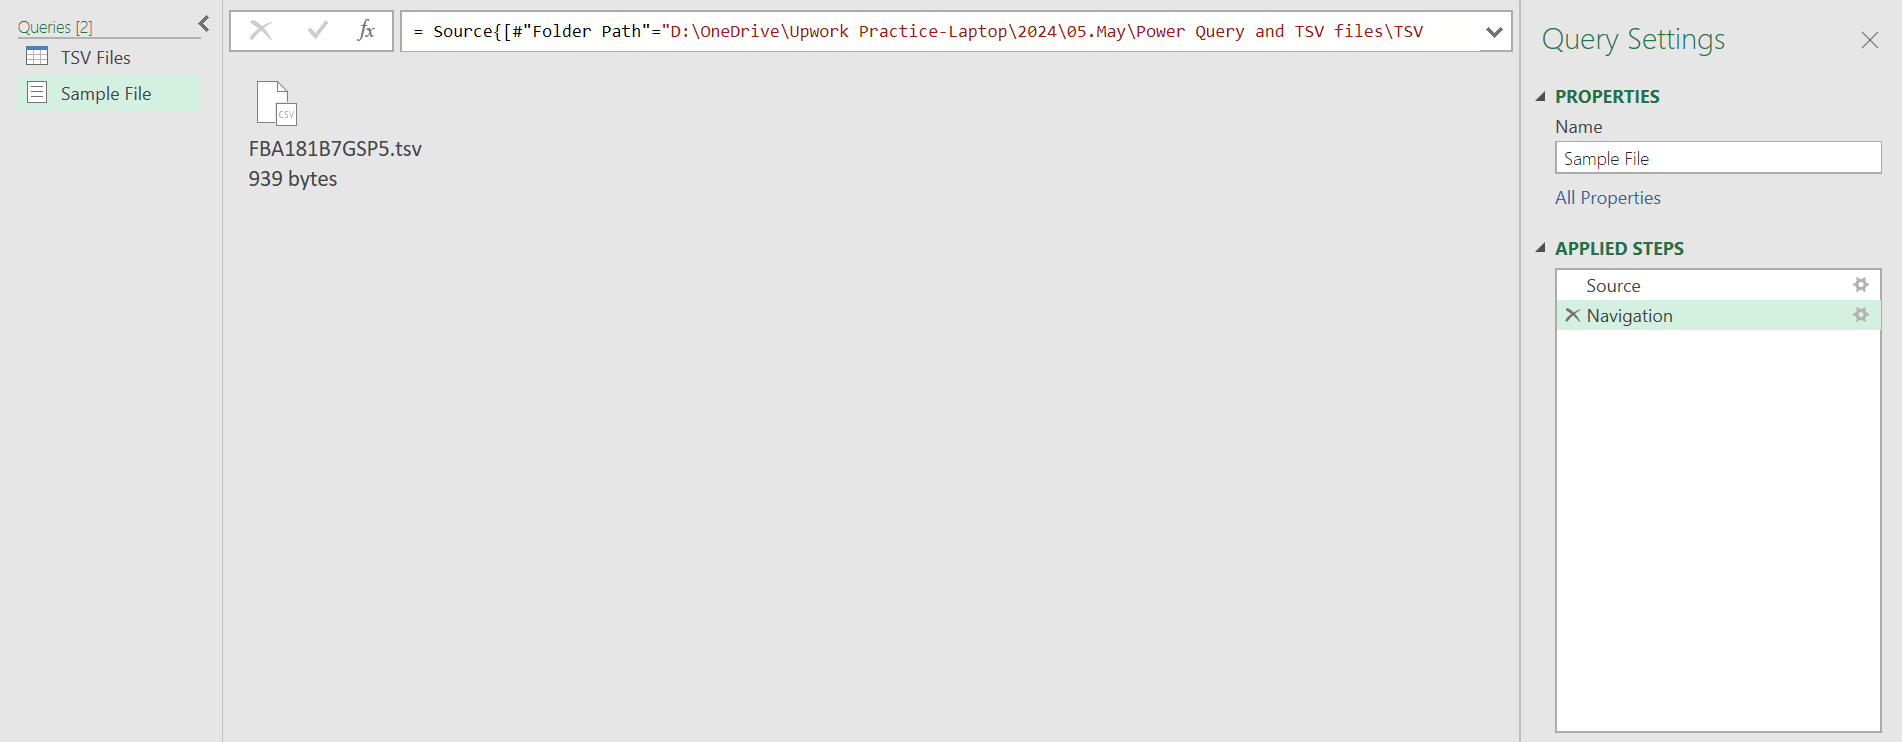 Queries [2]
TSV Files
Sample File
fx
= Source{[#"Folder Path"="D:\OneDrive\Upwork Practice-Laptop\2024\05.May\Power Query and TSV files\TSV
CSV
FBA181B7GSP5.tsv
939 bytes
Query Settings
PROPERTIES
Name
Sample File
All Properties
APPLIED STEPS
Source
Navigation